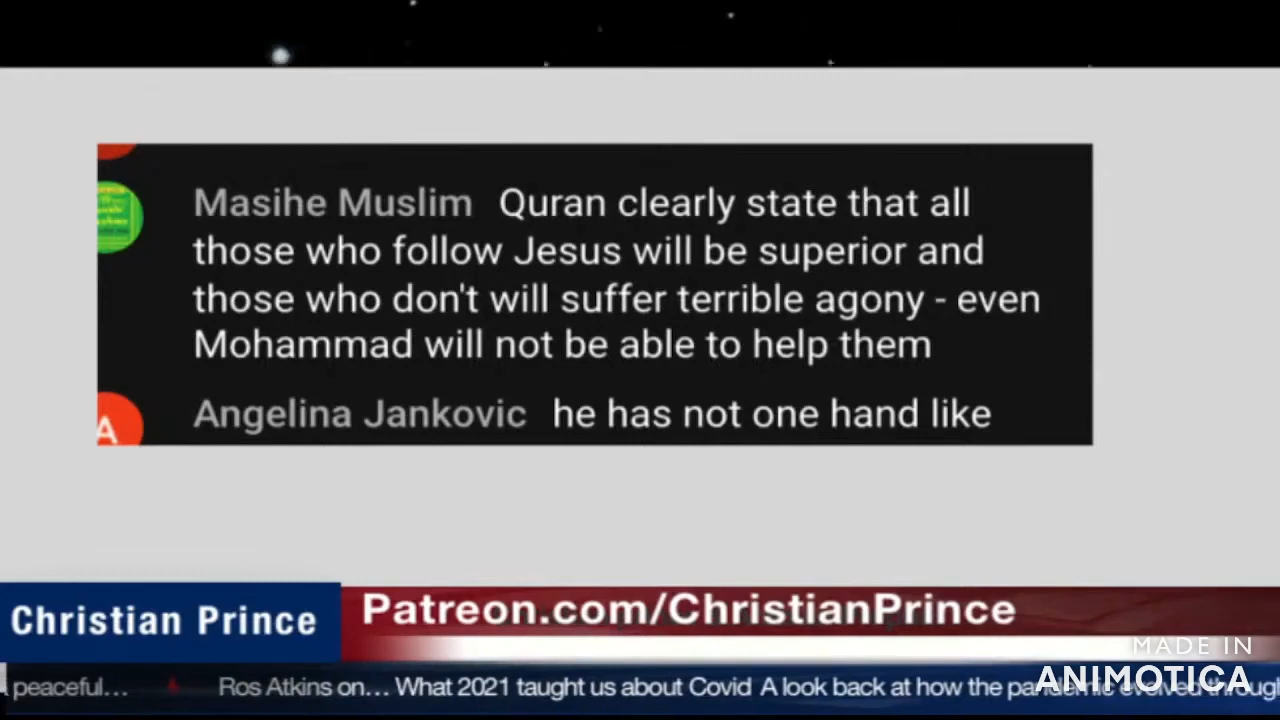 Masihe Muslim Quran clearly state that all
those who follow Jesus will be superior and
those who don't will suffer terrible agony - even
Mohammad will not be able to help them
A
Angelina Jankovic he has not one hand like
Christian Prince
Patreon.com/ChristianPrince
MADE IN
ANIMOTICA
peaceful... Ros Atkins on... What 2021 taught us about Covid A look back at how the pandemic evolved through